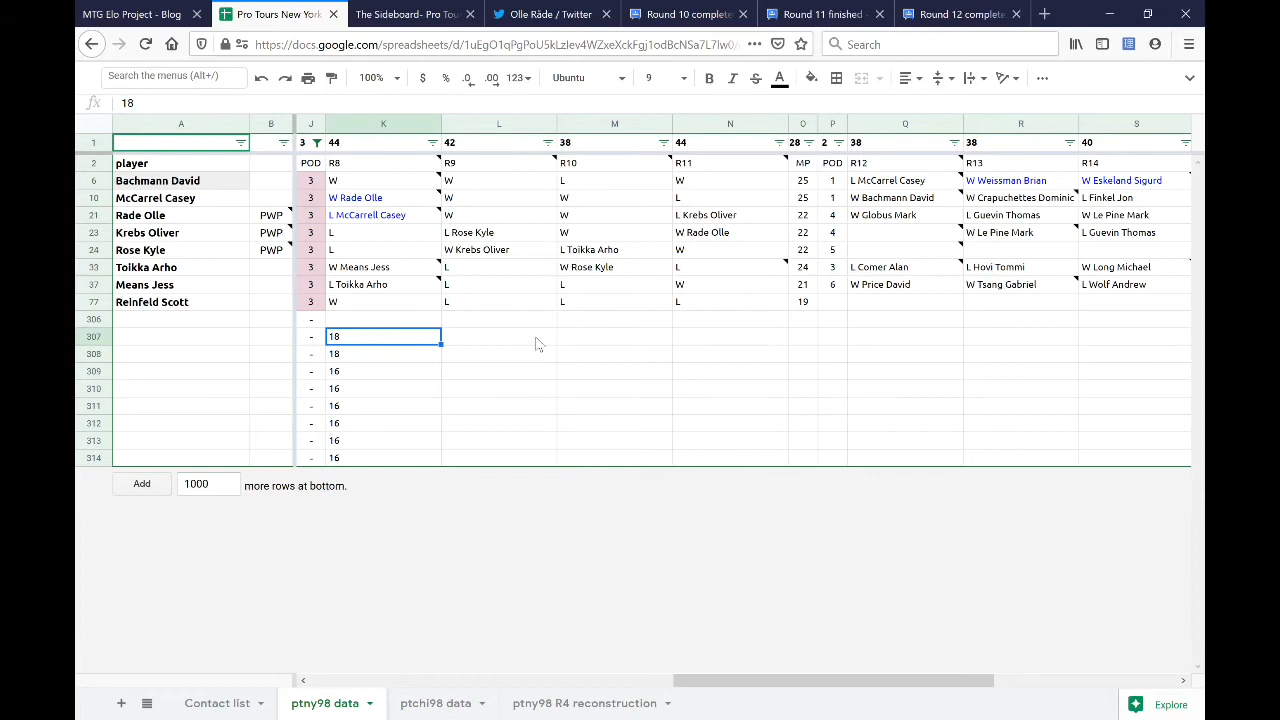 MTG Elo Project - Blog
Pro Tours New York
The Sideboard- Pro Tou
Olle Råde / Twitter
Round 10 complete
Round 11 finished
Round 12 complete
Search
Search the menus (Alt+/)
100%
$ % .0 .00 123
Ubuntu
9
B I S A
fx 18
A B J K L M N O P Q R S
1 3 44 42 38 44 28 2 38 38 40
2 player POD R8 R9 R10 R11 MP POD R12 R13 R14
6 Bachmann David 3 W W L W 25 1 L McCarrel Casey W Weissman Brian W Eskeland Sigurd
10 McCarrel Casey 3 W Rade Olle W W L 25 1 W Bachmann David W Crapuchettes Dominic L Finkel Jon
21 Rade Olle PWP 3 L McCarrell Casey W W L Krebs Oliver 22 4 W Globus Mark L Guevin Thomas W Le Pine Mark
23 Krebs Oliver 3 L L Rose Kyle W W Rade Olle 22 4 W Le Pine Mark L Guevin Thomas
24 Rose Kyle PWP 3 L W Krebs Oliver L Toikka Arho W 22 5
33 Toikka Arho 3 W Means Jess L W Rose Kyle L 24 3 L Comer Alan L Hovi Tommi W Long Michael
37 Means Jess 3 L Toikka Arho L L W 21 6 W Price David W Tsang Gabriel L Wolf Andrew
77 Reinfeld Scott 3 W L L L 19
306 -
307 - 18
308 - 18
309 - 16
310 - 16
311 - 16
312 - 16
313 - 16
314 - 16
Add 1000 more rows at bottom.
Contact list
ptny98 data
ptchi98 data
ptny98 R4 reconstruction
Explore